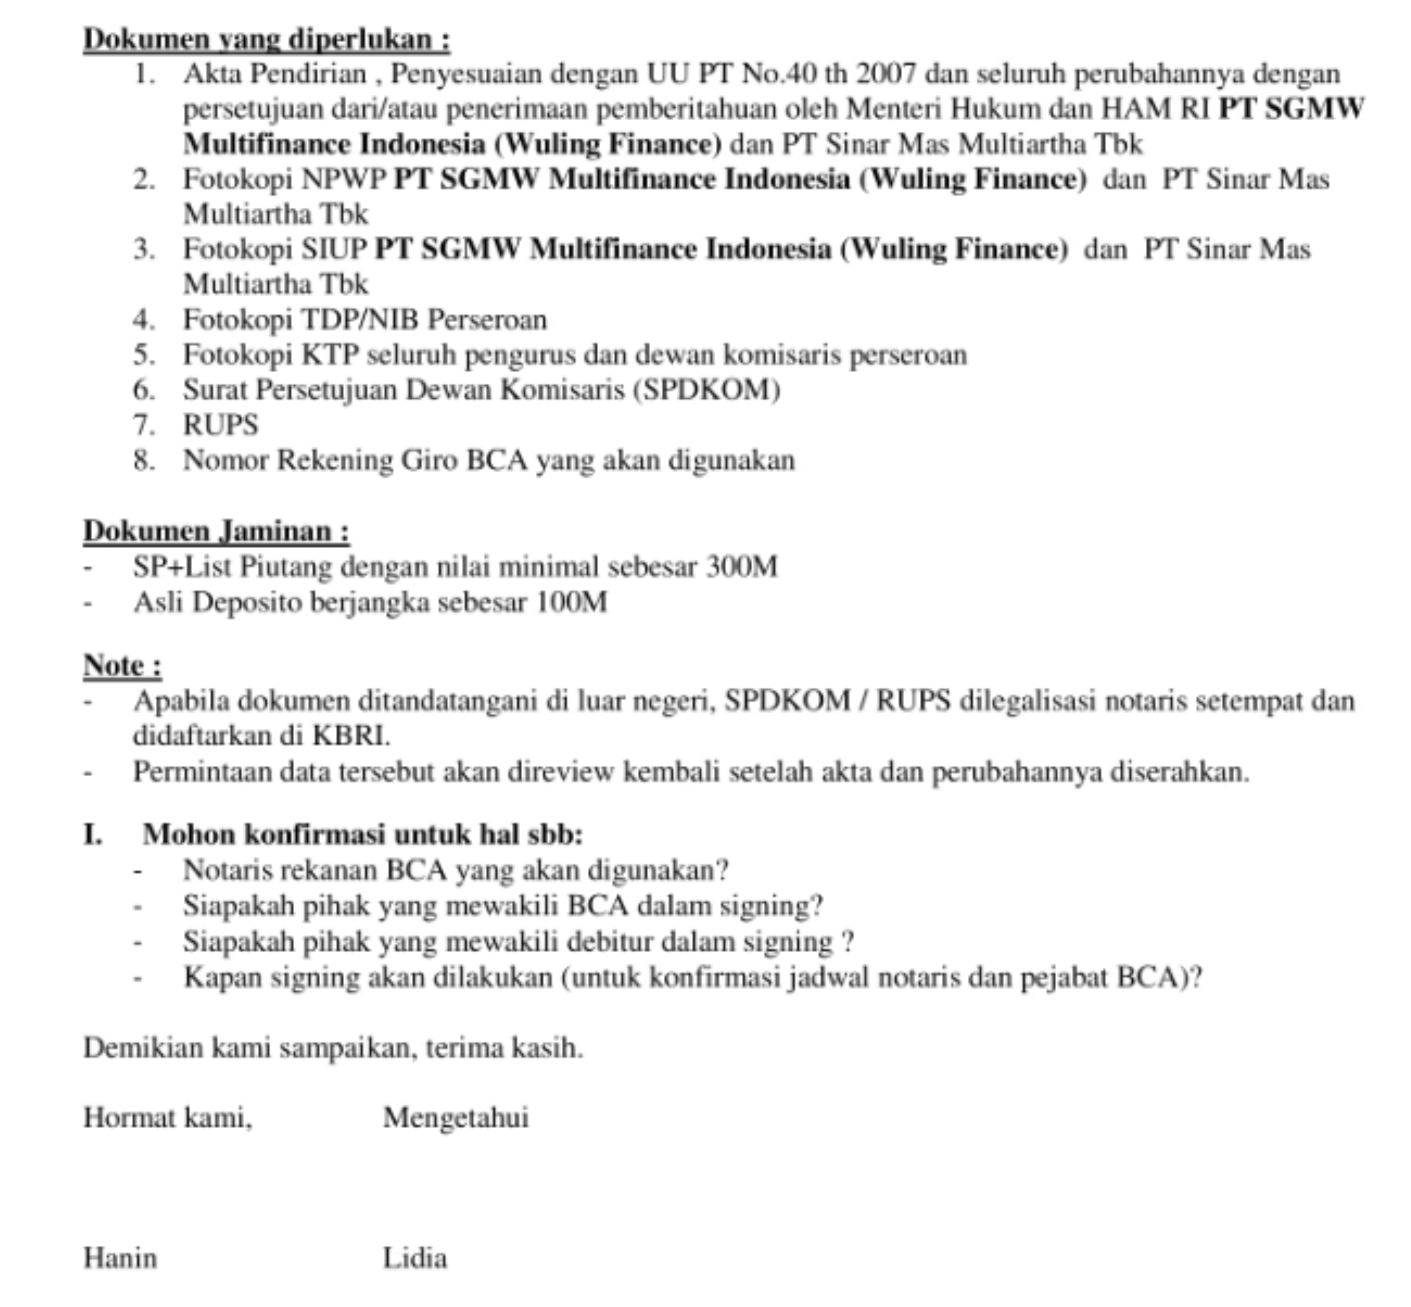 Dokumen yang diperlukan :
1. Akta Pendirian , Penyesuaian dengan UU PT No.40 th 2007 dan seluruh perubahannya dengan
persetujuan dari/atau penerimaan pemberitahuan oleh Menteri Hukum dan HAM RI PT SGMW
Multifinance Indonesia (Wuling Finance) dan PT Sinar Mas Multiartha Tbk
2. Fotokopi NPWP PT SGMW Multifinance Indonesia (Wuling Finance) dan PT Sinar Mas
Multiartha Tbk
3. Fotokopi SIUP PT SGMW Multifinance Indonesia (Wuling Finance) dan PT Sinar Mas
Multiartha Tbk
4. Fotokopi TDP/NIB Perseroan
5. Fotokopi KTP seluruh pengurus dan dewan komisaris perseroan
6. Surat Persetujuan Dewan Komisaris (SPDKOM)
7. RUPS
8. Nomor Rekening Giro BCA yang akan digunakan
Dokumen Jaminan :
- SP+List Piutang dengan nilai minimal sebesar 300M
- Asli Deposito berjangka sebesar 100M
Note :
- Apabila dokumen ditandatangani di luar negeri, SPDKOM / RUPS dilegalisasi notaris setempat dan
didaftarkan di KBRI.
- Permintaan data tersebut akan direview kembali setelah akta dan perubahannya diserahkan.
I. Mohon konfirmasi untuk hal sbb:
- Notaris rekanan BCA yang akan digunakan?
- Siapakah pihak yang mewakili BCA dalam signing?
- Siapakah pihak yang mewakili debitur dalam signing ?
- Kapan signing akan dilakukan (untuk konfirmasi jadwal notaris dan pejabat BCA)?
Demikian kami sampaikan, terima kasih.
Hormat kami, Mengetahui
Hanin Lidia